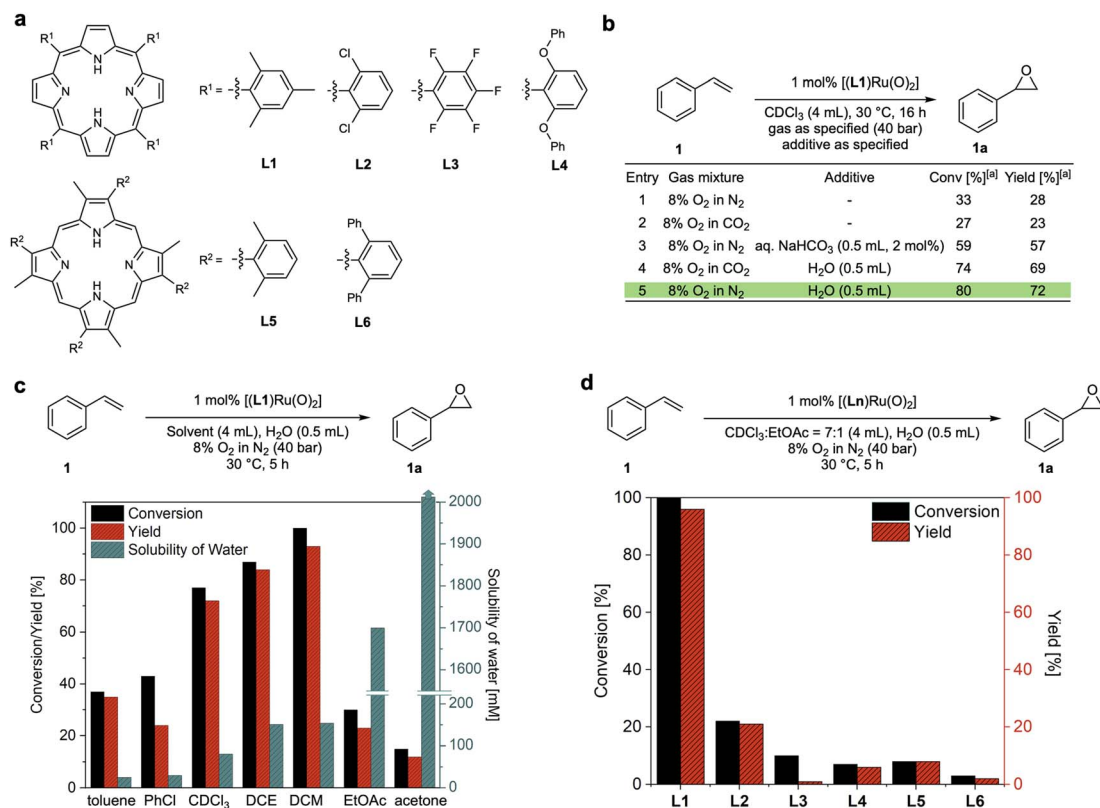 a
R¹ R¹
NH N N HN
R¹ R¹
R¹ =
L1
Cl
Cl
L2
F F F F F
L3
O Ph
O Ph
L4
R²
NH N N HN
R² R²
R²
R² =
L5
Ph
Ph
L6
b
1 mol% [(L1)Ru(O)₂]
CDCl₃ (4 mL), 30 °C, 16 h
gas as specified (40 bar)
additive as specified
O
1 1a
Entry Gas mixture Additive Conv [%][a] Yield [%][a]
1 8% O₂ in N₂ - 33 28
2 8% O₂ in CO₂ - 27 23
3 8% O₂ in N₂ aq. NaHCO₃ (0.5 mL, 2 mol%) 59 57
4 8% O₂ in CO₂ H₂O (0.5 mL) 74 69
5 8% O₂ in N₂ H₂O (0.5 mL) 80 72
c
1 mol% [(L1)Ru(O)₂]
Solvent (4 mL), H₂O (0.5 mL)
8% O₂ in N₂ (40 bar)
30 °C, 5 h
O
1 1a
Conversion
Yield
Solubility of Water
Conversion/Yield [%]
100
80
60
40
20
0
Solubility of water [mM]
2000
1900
1800
1700
1600
200
100
0
toluene PhCl CDCl₃ DCE DCM EtOAc acetone
d
1 mol% [(Ln)Ru(O)₂]
CDCl₃:EtOAc = 7:1 (4 mL), H₂O (0.5 mL)
8% O₂ in N₂ (40 bar)
30 °C, 5 h
O
1 1a
Conversion
Yield
Conversion [%]
100
80
60
40
20
0
Yield [%]
100
80
60
40
20
0
L1 L2 L3 L4 L5 L6